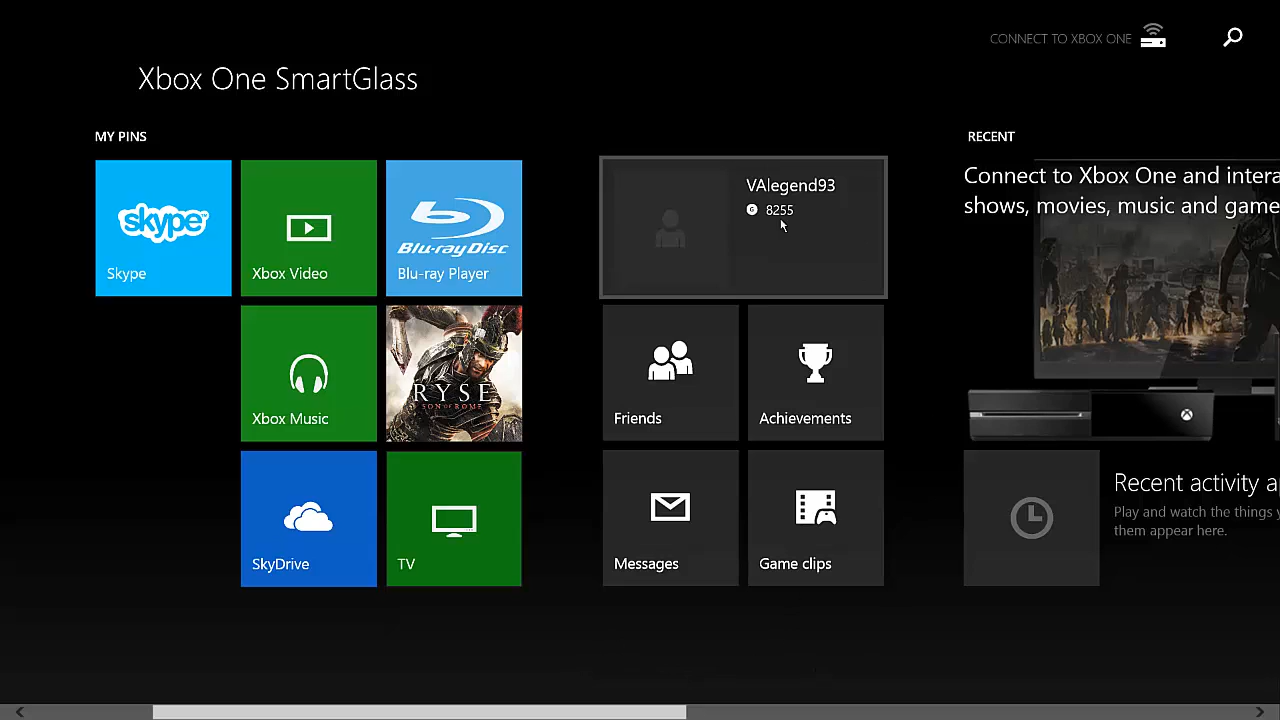 CONNECT TO XBOX ONE
Xbox One SmartGlass
MY PINS
skype
Skype
Xbox Video
Blu-ray Disc
Blu-ray Player
Xbox Music
RYSE
SON OF ROME
SkyDrive
TV
VAlegend93
G 8255
Friends
Achievements
Messages
Game clips
RECENT
Connect to Xbox One and intera
shows, movies, music and game
Recent activity a
Play and watch the things y
them appear here.